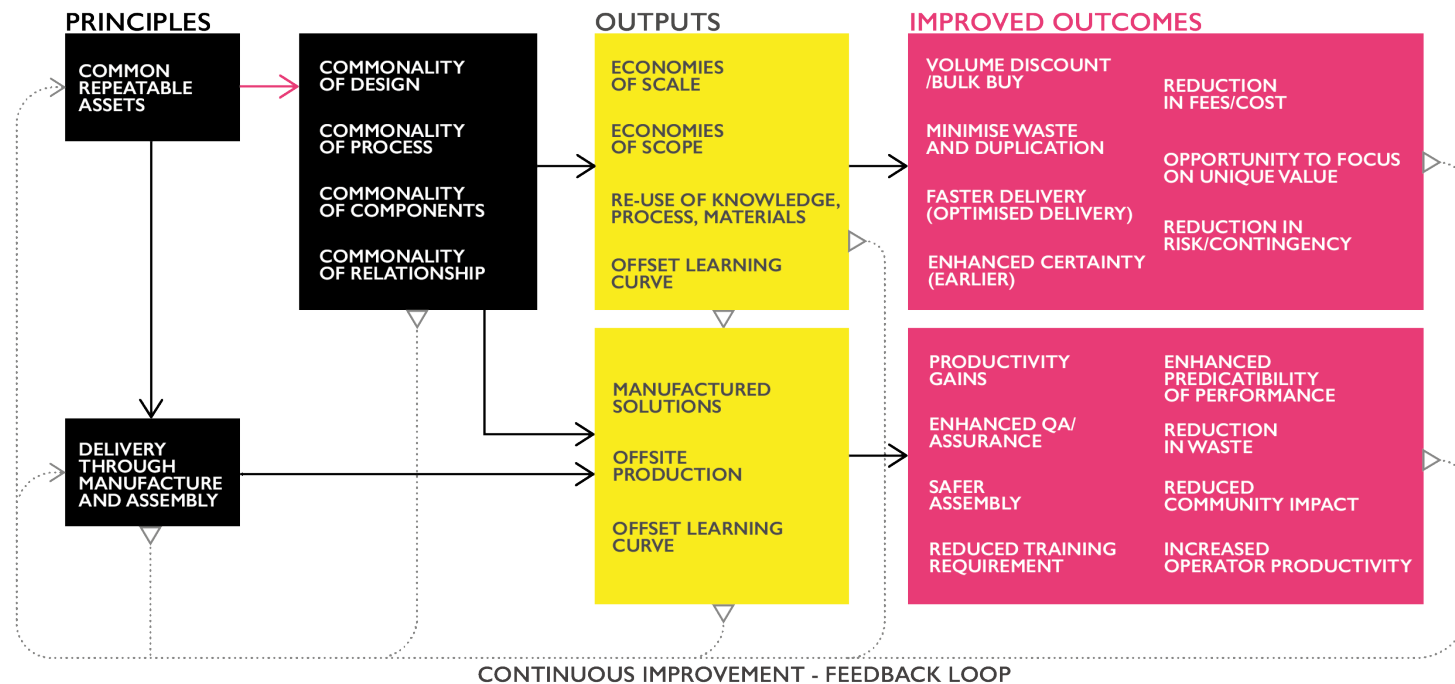 PRINCIPLES
COMMON
REPEATABLE
ASSETS
DELIVERY
THROUGH
MANUFACTURE
AND ASSEMBLY
COMMONALITY
OF DESIGN
COMMONALITY
OF PROCESS
COMMONALITY
OF COMPONENTS
COMMONALITY
OF RELATIONSHIP
OUTPUTS
ECONOMIES
OF SCALE
ECONOMIES
OF SCOPE
RE-USE OF KNOWLEDGE,
PROCESS, MATERIALS
OFFSET LEARNING
CURVE
MANUFACTURED
SOLUTIONS
OFFSITE
PRODUCTION
OFFSET LEARNING
CURVE
IMPROVED OUTCOMES
VOLUME DISCOUNT
/BULK BUY
MINIMISE WASTE
AND DUPLICATION
FASTER DELIVERY
(OPTIMISED DELIVERY)
ENHANCED CERTAINTY
(EARLIER)
REDUCTION
IN FEES/COST
OPPORTUNITY TO FOCUS
ON UNIQUE VALUE
REDUCTION IN
RISK/CONTINGENCY
PRODUCTIVITY
GAINS
ENHANCED QA/
ASSURANCE
SAFER
ASSEMBLY
REDUCED TRAINING
REQUIREMENT
ENHANCED
PREDICATIBILITY
OF PERFORMANCE
REDUCTION
IN WASTE
REDUCED
COMMUNITY IMPACT
INCREASED
OPERATOR PRODUCTIVITY
CONTINUOUS IMPROVEMENT - FEEDBACK LOOP